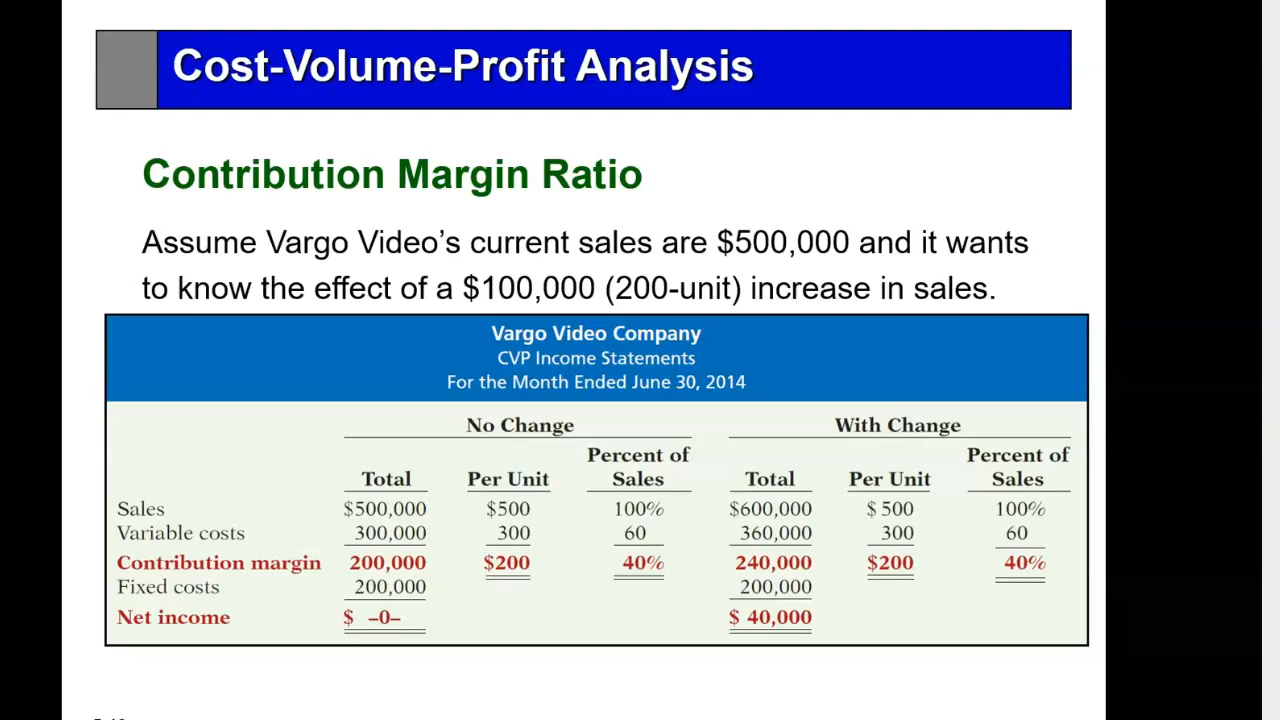 Cost-Volume-Profit Analysis
Contribution Margin Ratio
Assume Vargo Video’s current sales are $500,000 and it wants
to know the effect of a $100,000 (200-unit) increase in sales.
Vargo Video Company
CVP Income Statements
For the Month Ended June 30, 2014
No Change With Change
Percent of Percent of
Total Per Unit Sales Total Per Unit Sales
Sales $500,000 $500 100% $600,000 $ 500 100%
Variable costs 300,000 300 60 360,000 300 60
Contribution margin 200,000 $200 40% 240,000 $200 40%
Fixed costs 200,000 200,000
Net income $ –0– $ 40,000